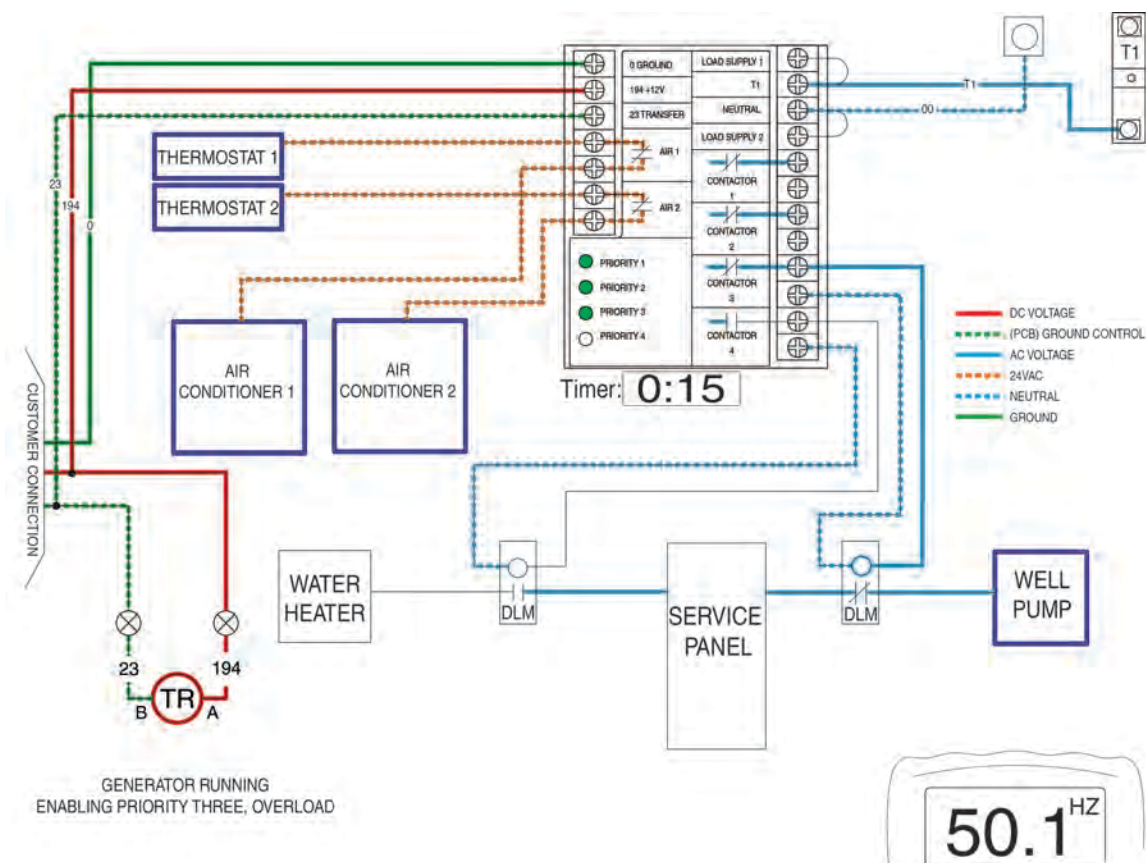 0 GROUND
194 +12V
23 TRANSFER
AIR 1
AIR 2
LOAD SUPPLY 1
T1
NEUTRAL
LOAD SUPPLY 2
CONTACTOR
1
CONTACTOR
2
CONTACTOR
3
CONTACTOR
4
PRIORITY 1
PRIORITY 2
PRIORITY 3
PRIORITY 4
Timer: 0:15
T1
00
T1
THERMOSTAT 1
THERMOSTAT 2
23
194
0
AIR
CONDITIONER 1
AIR
CONDITIONER 2
DC VOLTAGE
(PCB) GROUND CONTROL
AC VOLTAGE
24VAC
NEUTRAL
GROUND
CUSTOMER CONNECTION
WATER
HEATER
DLM
SERVICE
PANEL
DLM
WELL
PUMP
23
194
B
TR
A
GENERATOR RUNNING
ENABLING PRIORITY THREE, OVERLOAD
50.1 HZ